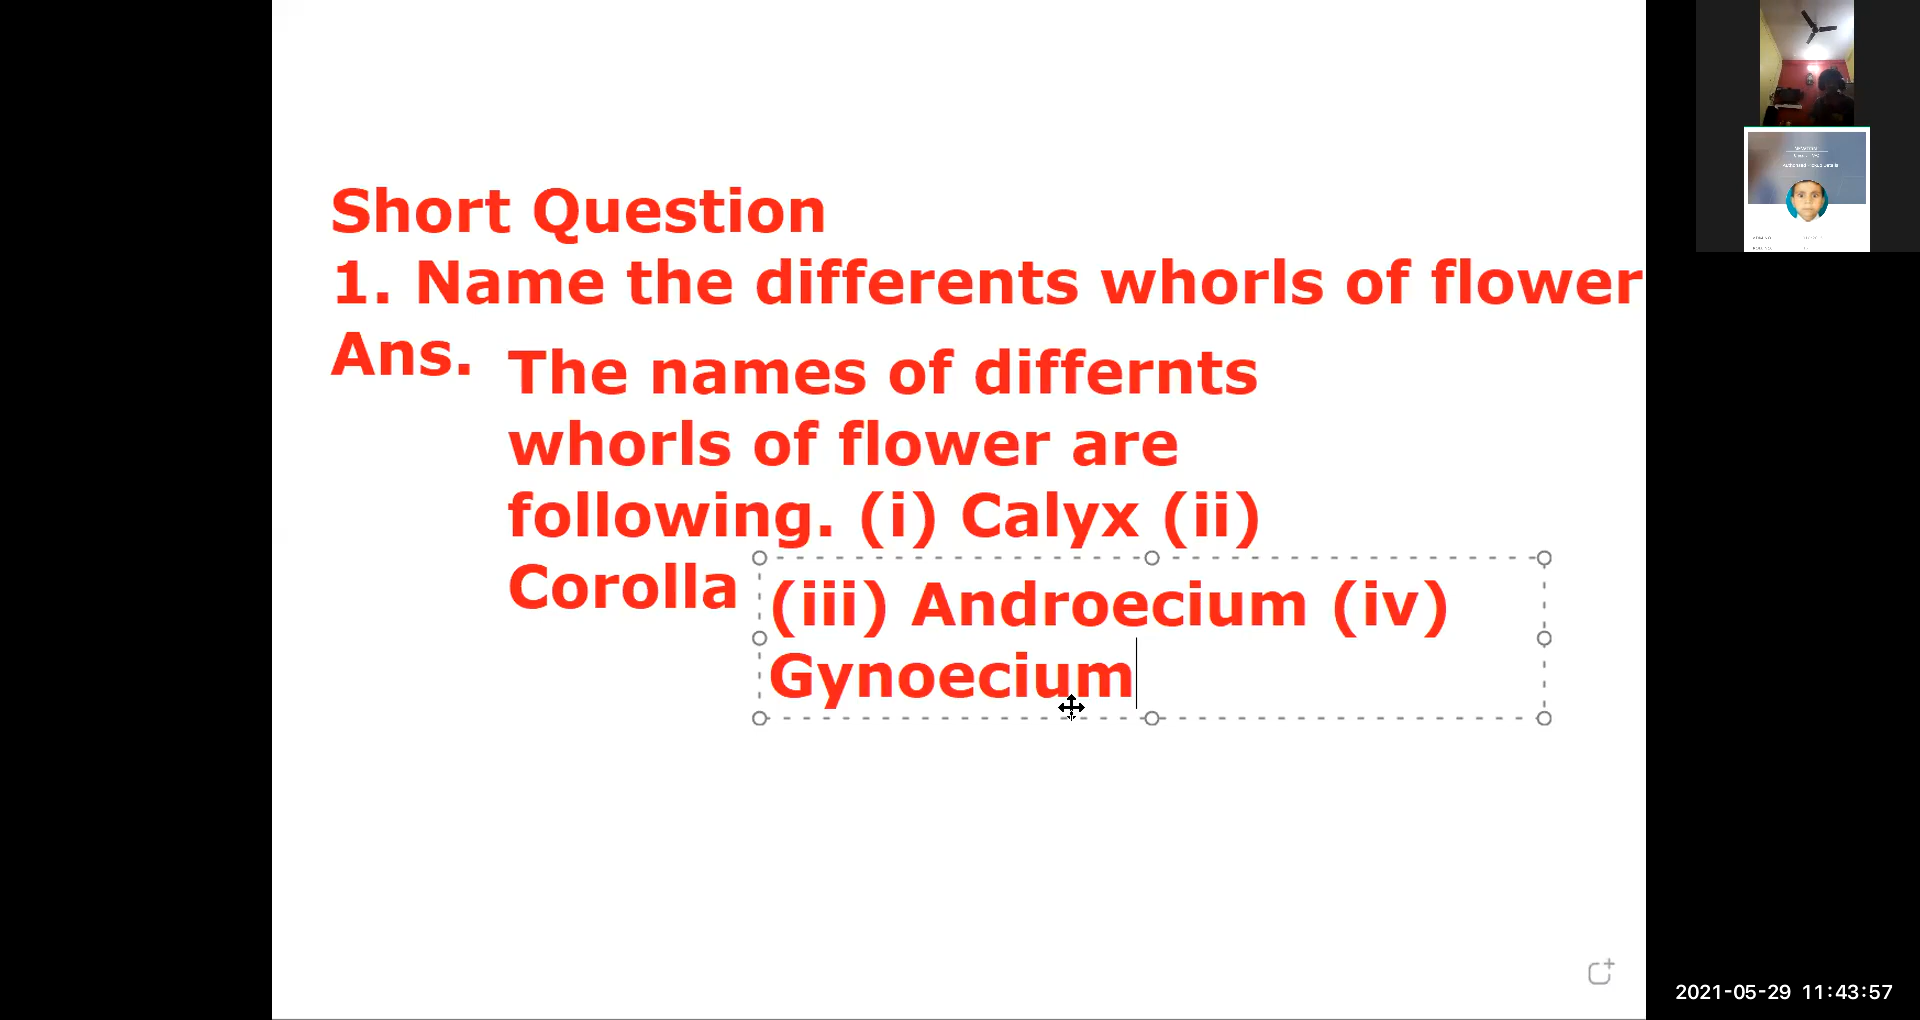 Short Question
1. Name the differents whorls of flower
Ans.
The names of differnts
whorls of flower are
following. (i) Calyx (ii)
Corolla
(iii) Androecium (iv)
Gynoecium
2021-05-29 11:43:57